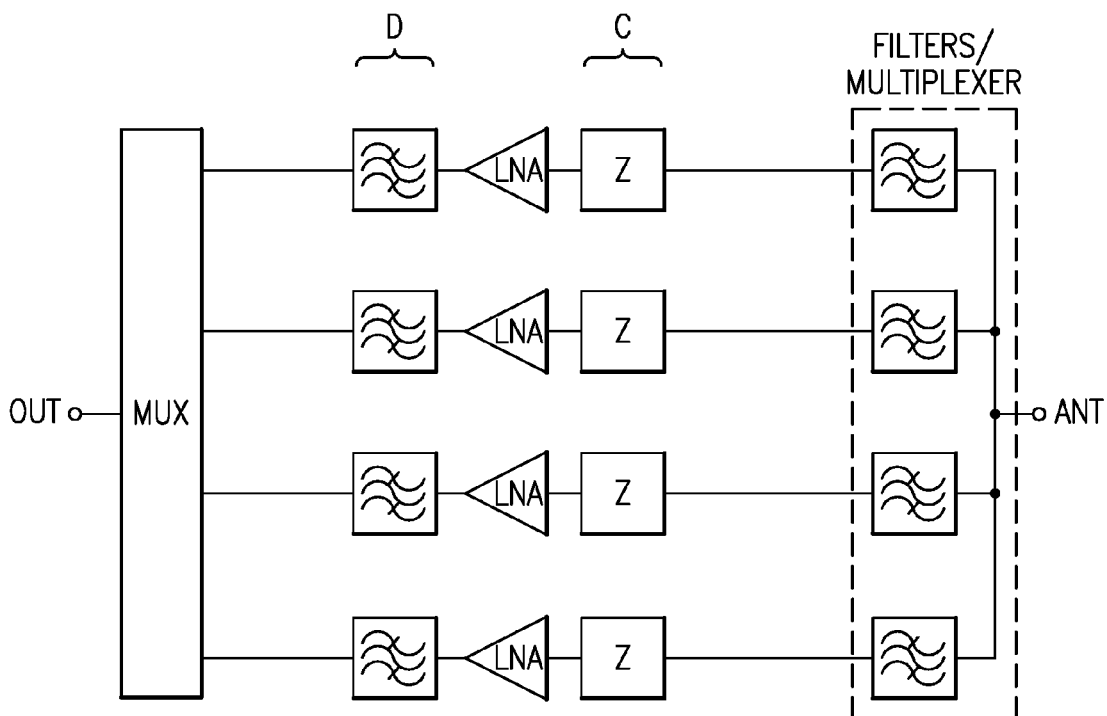 D
C
FILTERS/
MULTIPLEXER
LNA
Z
LNA
Z
OUT
MUX
ANT
LNA
Z
LNA
Z